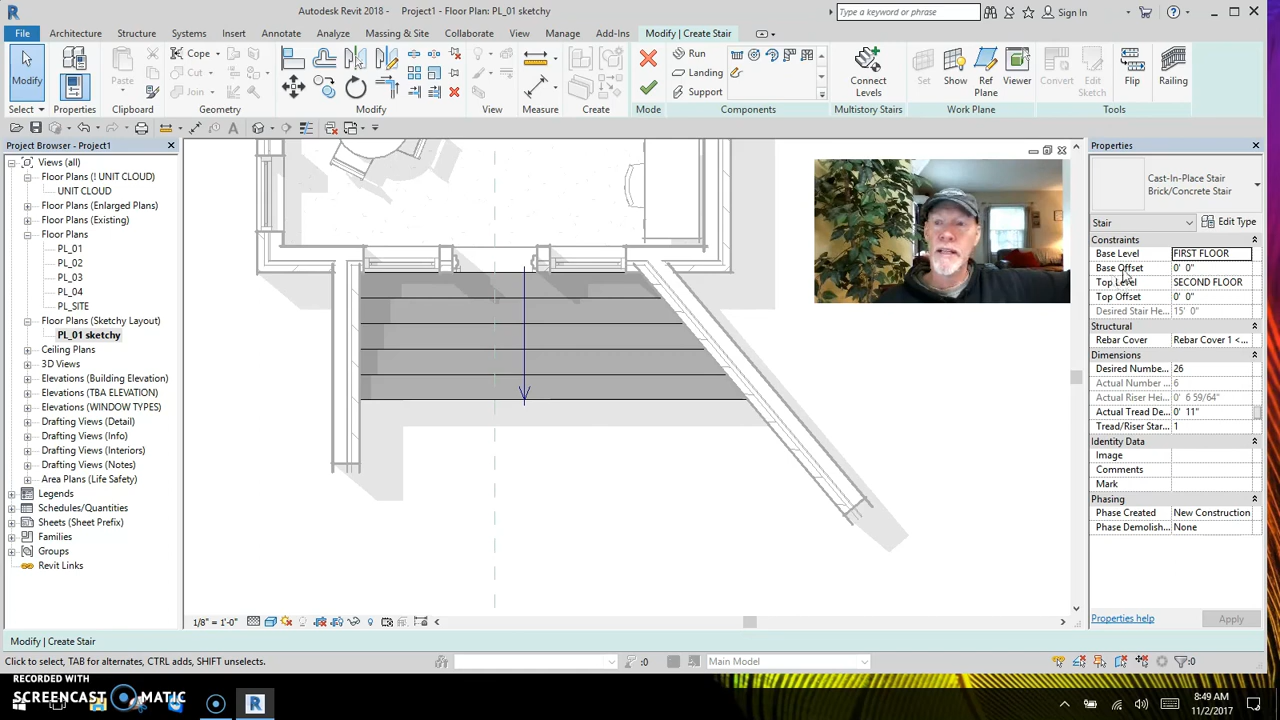 Autodesk Revit 2018 -    Project1 - Floor Plan: PL_01 sketchy
Type a keyword or phrase
Sign In
File Architecture Structure Systems Insert Annotate Analyze Massing & Site Collaborate View Manage Add-Ins Modify | Create Stair
Modify
Properties
Paste
Cope
Cut
Join
Run
Landing
Support
Connect
Levels
Set
Show
Ref
Plane
Viewer
Convert
Edit
Sketch
Flip
Railing
Select Properties Clipboard Geometry Modify View Measure Create Mode Components Multistory Stairs Work Plane Tools
Project Browser - Project1
Views (all)
Floor Plans (! UNIT CLOUD)
UNIT CLOUD
Floor Plans (Enlarged Plans)
Floor Plans (Existing)
Floor Plans
PL_01
PL_02
PL_03
PL_04
PL_SITE
Floor Plans (Sketchy Layout)
PL_01 sketchy
Ceiling Plans
3D Views
Elevations (Building Elevation)
Elevations (TBA ELEVATION)
Elevations (WINDOW TYPES)
Drafting Views (Detail)
Drafting Views (Info)
Drafting Views (Interiors)
Drafting Views (Notes)
Area Plans (Life Safety)
Legends
Schedules/Quantities
Sheets (Sheet Prefix)
Families
Groups
Revit Links
Properties
Cast-In-Place Stair
Brick/Concrete Stair
Stair
Edit Type
Constraints
Base Level FIRST FLOOR
Base Offset 0' 0"
Top Level SECOND FLOOR
Top Offset 0' 0"
Desired Stair He... 15' 0"
Structural
Rebar Cover Rebar Cover 1 <...
Dimensions
Desired Numbe... 26
Actual Number ... 6
Actual Riser Hei... 0' 6 59/64"
Actual Tread De... 0' 11"
Tread/Riser Star... 1
Identity Data
Image
Comments
Mark
Phasing
Phase Created New Construction
Phase Demolish... None
Properties help
Apply
1/8" = 1'-0"
Modify | Create Stair
Click to select, TAB for alternates, CTRL adds, SHIFT unselects.
:0
Main Model
:0
RECORDED WITH
SCREENCAST MATIC
8:49 AM
11/2/2017